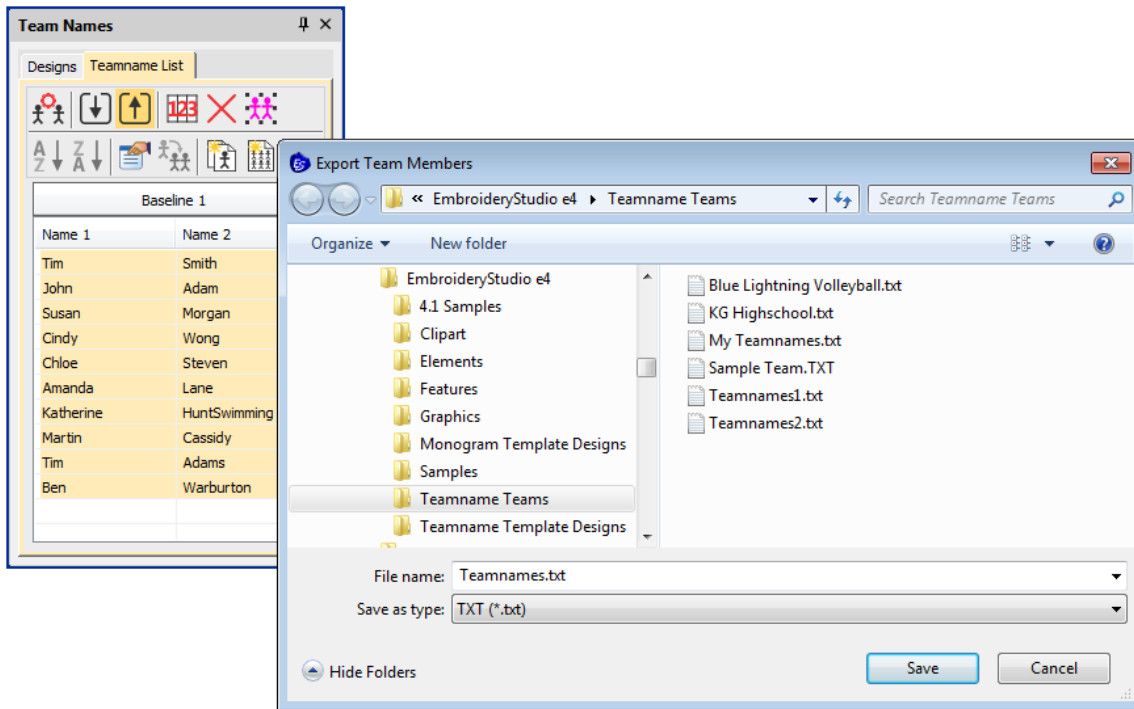 Team Names
Designs Teamname List
123
A Z Z A
Baseline 1
Name 1 Name 2
Tim Smith
John Adam
Susan Morgan
Cindy Wong
Chloe Steven
Amanda Lane
Katherine HuntSwimming
Martin Cassidy
Tim Adams
Ben Warburton
ES Export Team Members
« EmbroideryStudio e4 Teamname Teams Search Teamname Teams
Organize New folder
EmbroideryStudio e4
4.1 Samples
Clipart
Elements
Features
Graphics
Monogram Template Designs
Samples
Teamname Teams
Teamname Template Designs
Blue Lightning Volleyball.txt
KG Highschool.txt
My Teamnames.txt
Sample Team.TXT
Teamnames1.txt
Teamnames2.txt
File name: Teamnames.txt
Save as type: TXT (*.txt)
Hide Folders Save Cancel